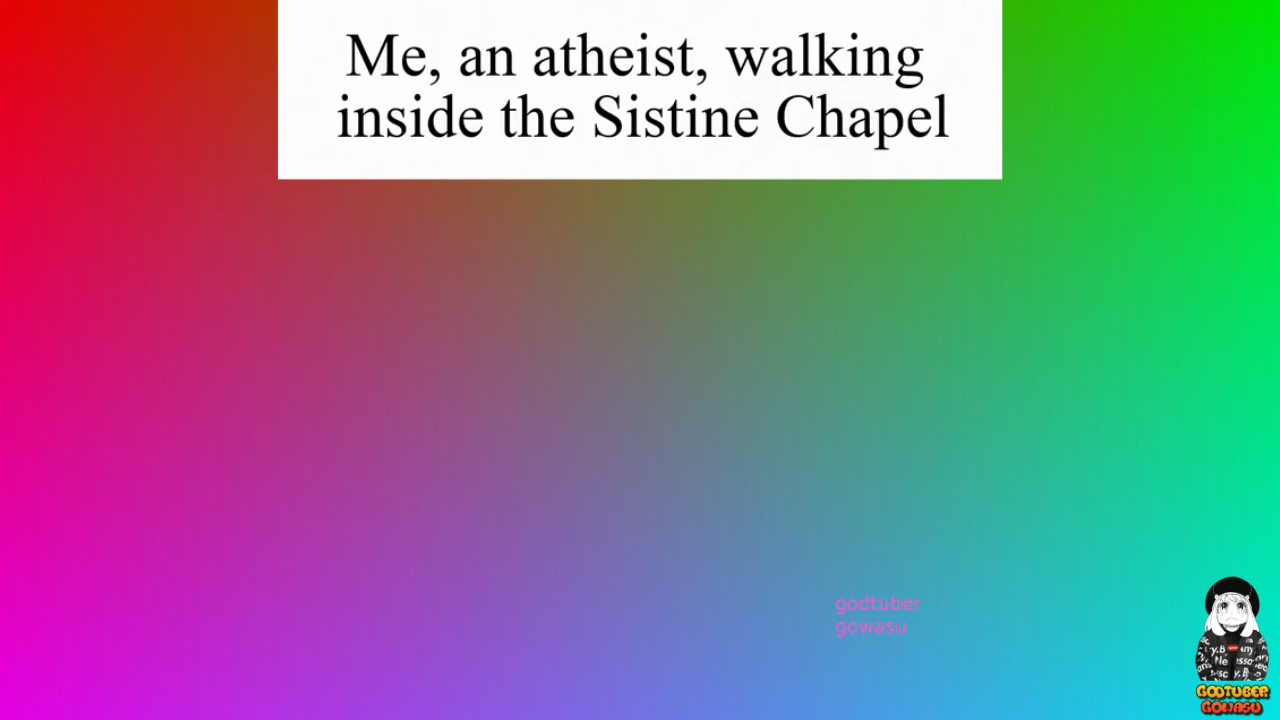 Me, an atheist, walking
inside the Sistine Chapel
godtuber
gowasu
GODTUBER
GOWASU